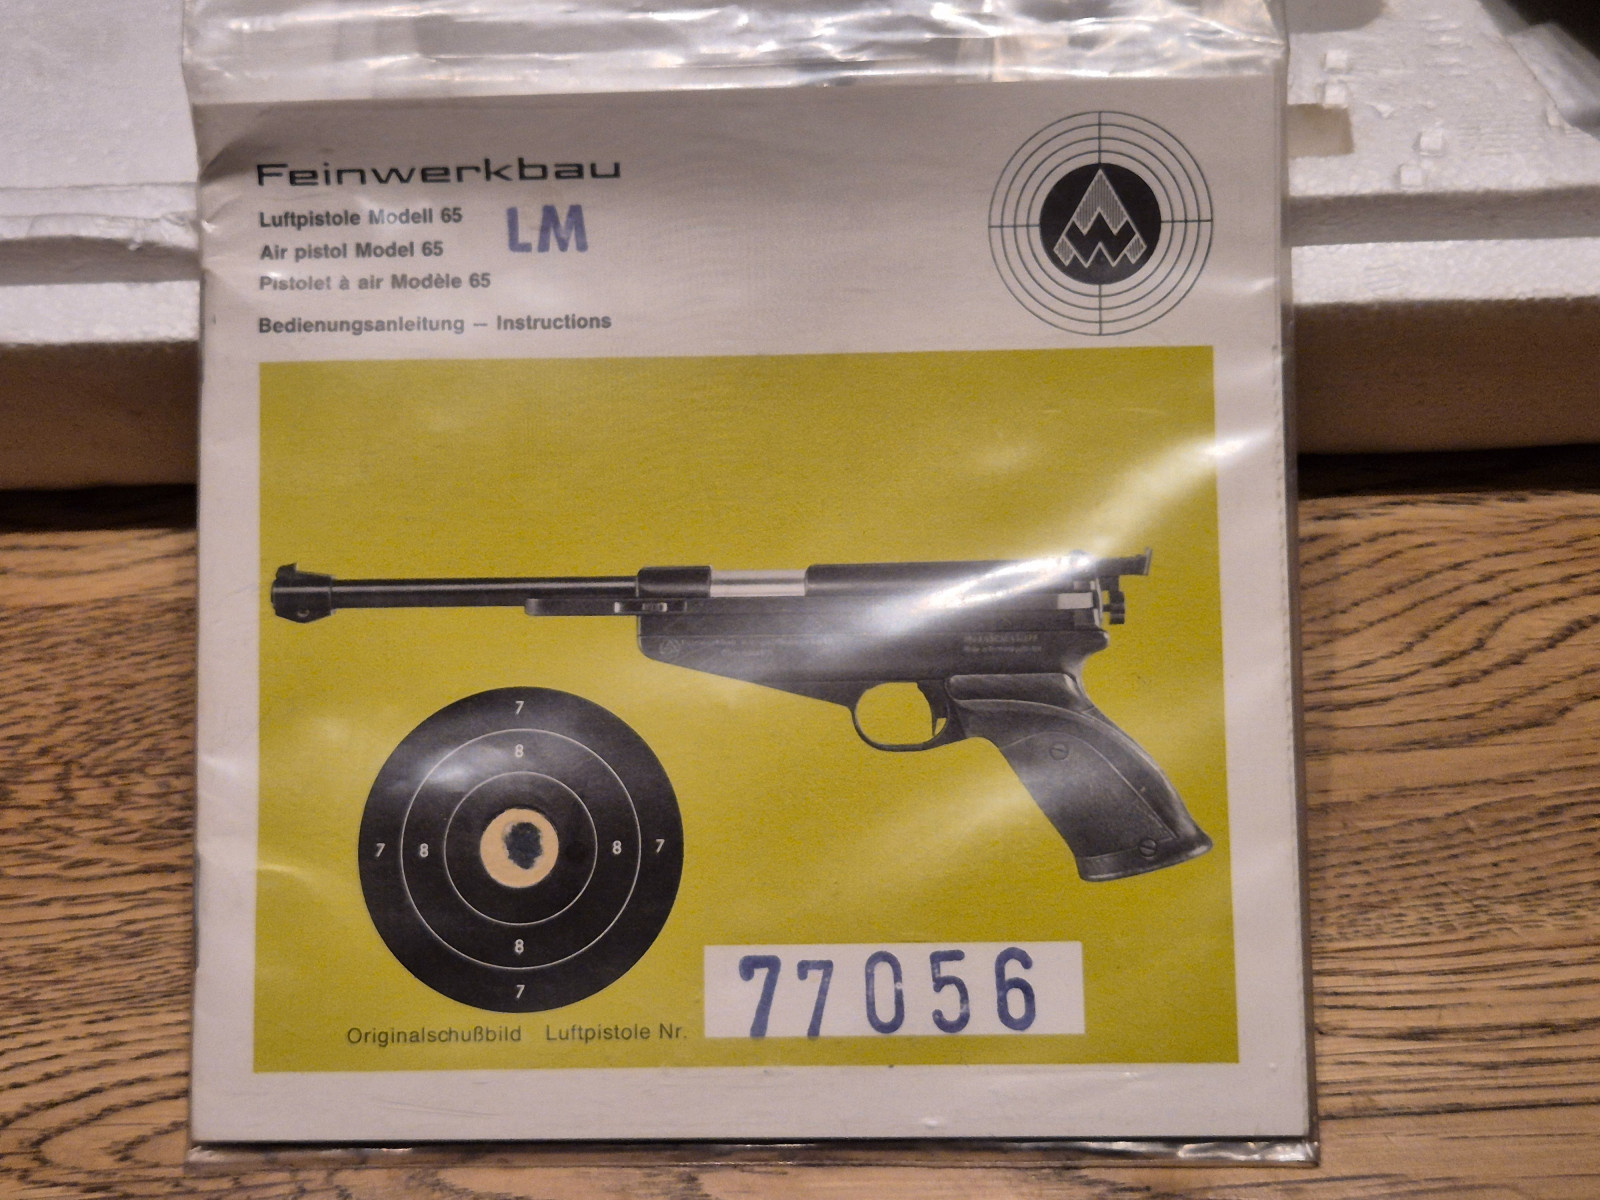 Feinwerkbau
Luftpistole Modell 65 LM
Air pistol Model 65
Pistolet à air Modèle 65
Bedienungsanleitung – Instructions
7
8
7 8 8 7
8
7
Originalschußbild Luftpistole Nr. 77056